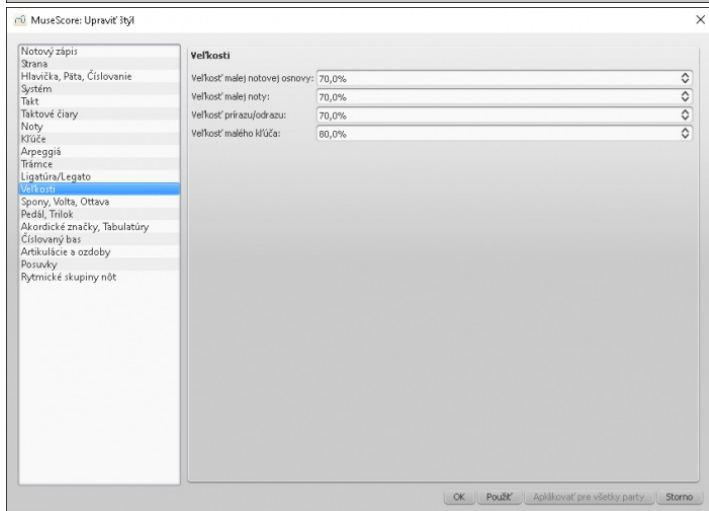 MuseScore: Upraviť štýl
Notový zápis
Strana
Hlavička, Päta, Číslovanie
Systém
Takt
Taktové čiary
Noty
Kľúče
Arpeggiá
Trámce
Ligatúra/Legato
Veľkosti
Spony, Volta, Ottava
Pedál, Trilok
Akordické značky, Tabulatúry
Číslovaný bas
Artikulácie a ozdoby
Posuvky
Rytmické skupiny nôt
Veľkosti
Veľkosť malej notovej osnovy: 70,0%
Veľkosť malej noty: 70,0%
Veľkosť prírazu/odrazu: 70,0%
Veľkosť malého kľúča: 80,0%
OK Použiť Aplikovať pre všetky party Storno